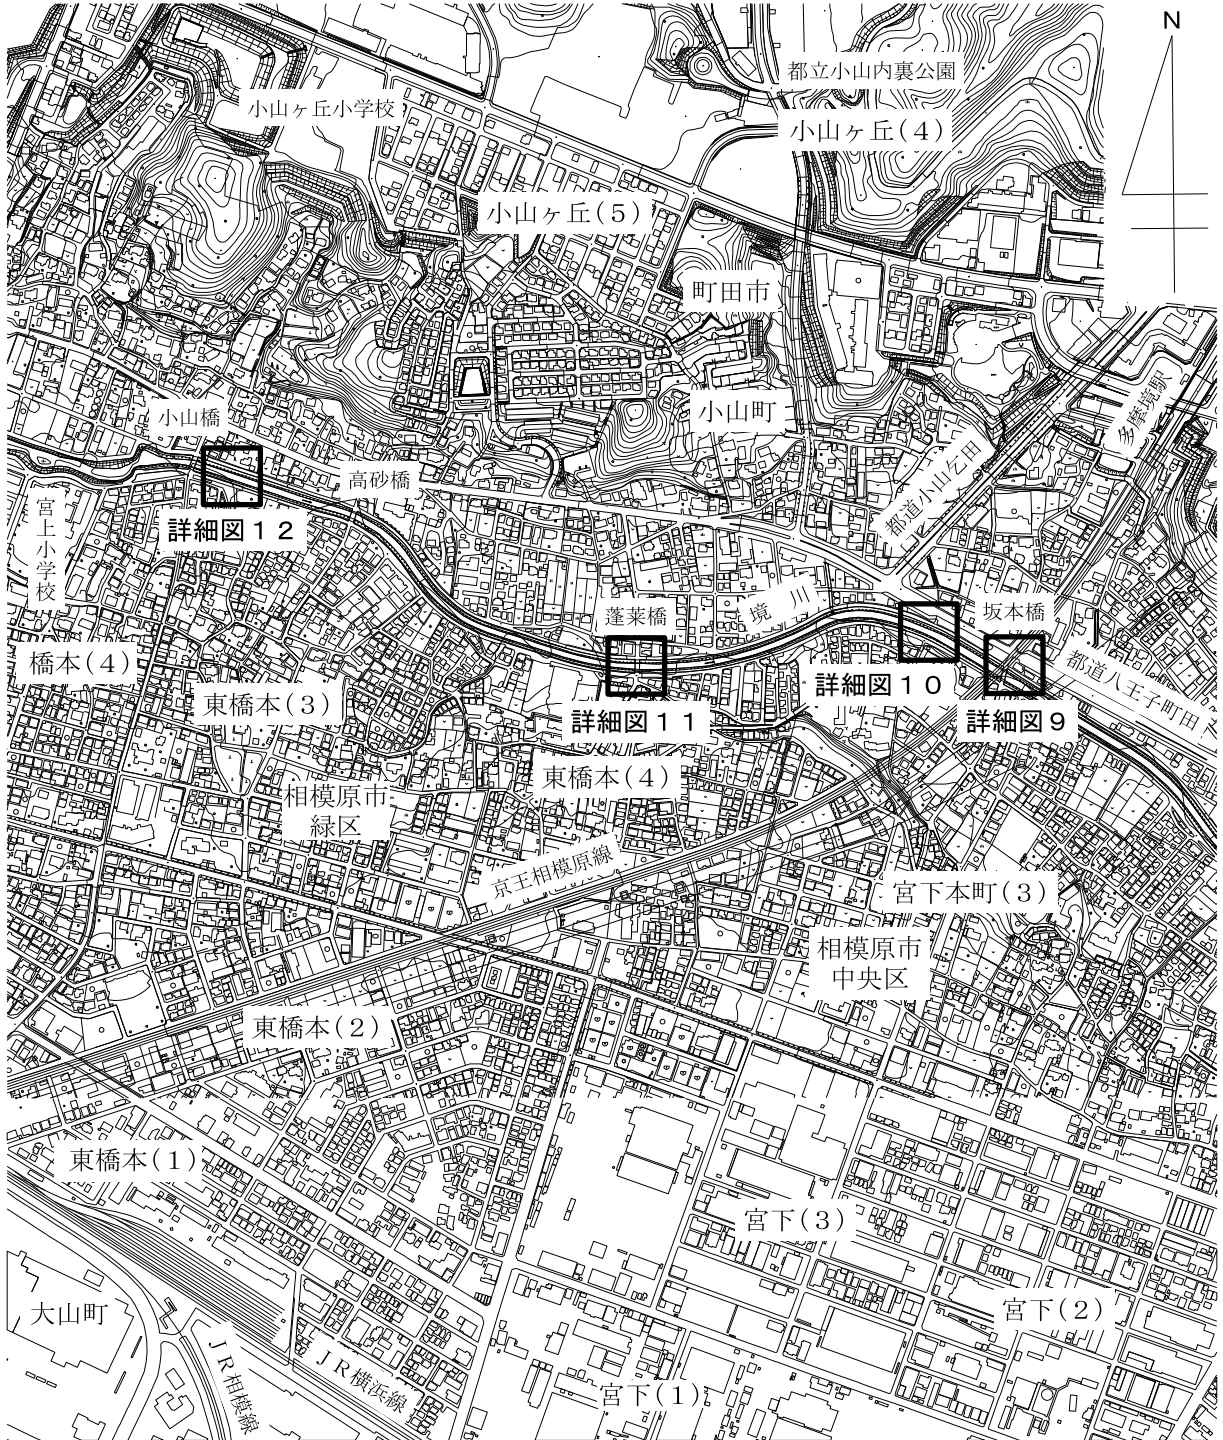 N
都立小山内裏公園
小山ヶ丘小学校
小山ヶ丘(4)
小山ヶ丘(5)
町田市
小山町
多摩境駅
小山橋
高砂橋
都道小山乞田
宮上小学校
詳細図12
境川
蓬莱橋
坂本橋
橋本(4)
都道八王子町田
東橋本(3)
詳細図10
詳細図11
詳細図9
東橋本(4)
相模原市
緑区
京王相模原線
宮下本町(3)
相模原市
中央区
東橋本(2)
東橋本(1)
宮下(3)
大山町
宮下(2)
JR相模線
JR横浜線
宮下(1)